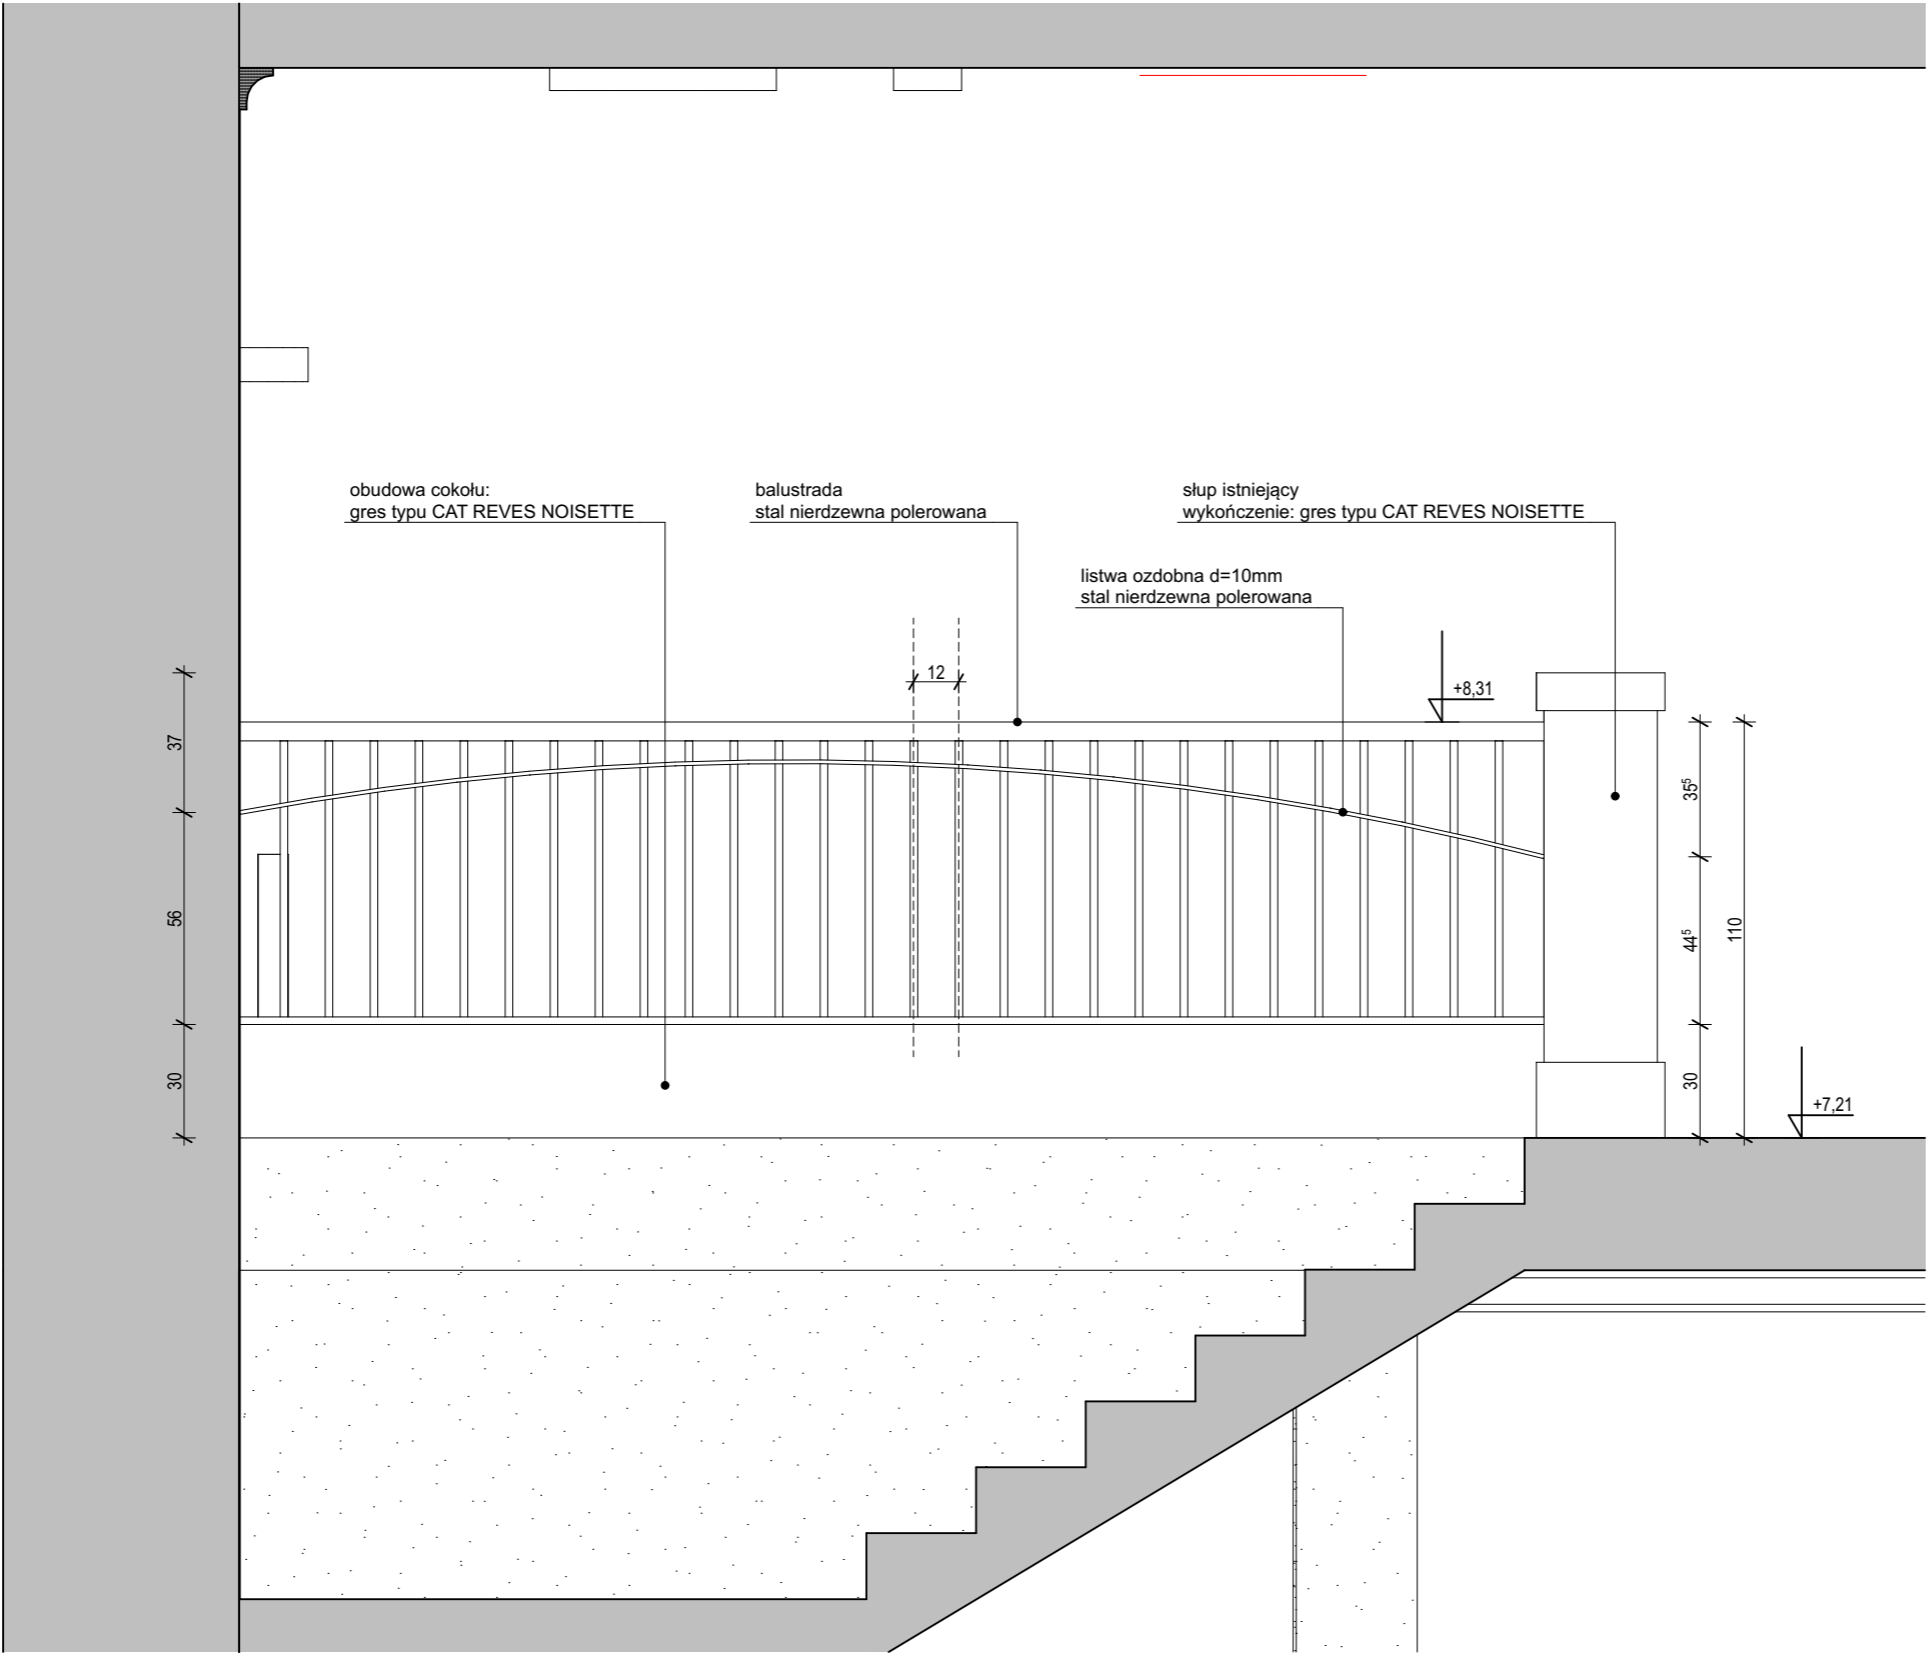 obudowa cokołu:
gres typu CAT REVES NOISETTE
balustrada
stal nierdzewna polerowana
słup istniejący
wykończenie: gres typu CAT REVES NOISETTE
listwa ozdobna d=10mm
stal nierdzewna polerowana
12
+8,31
37
56
30
35⁵
44⁵
30
110
+7,21